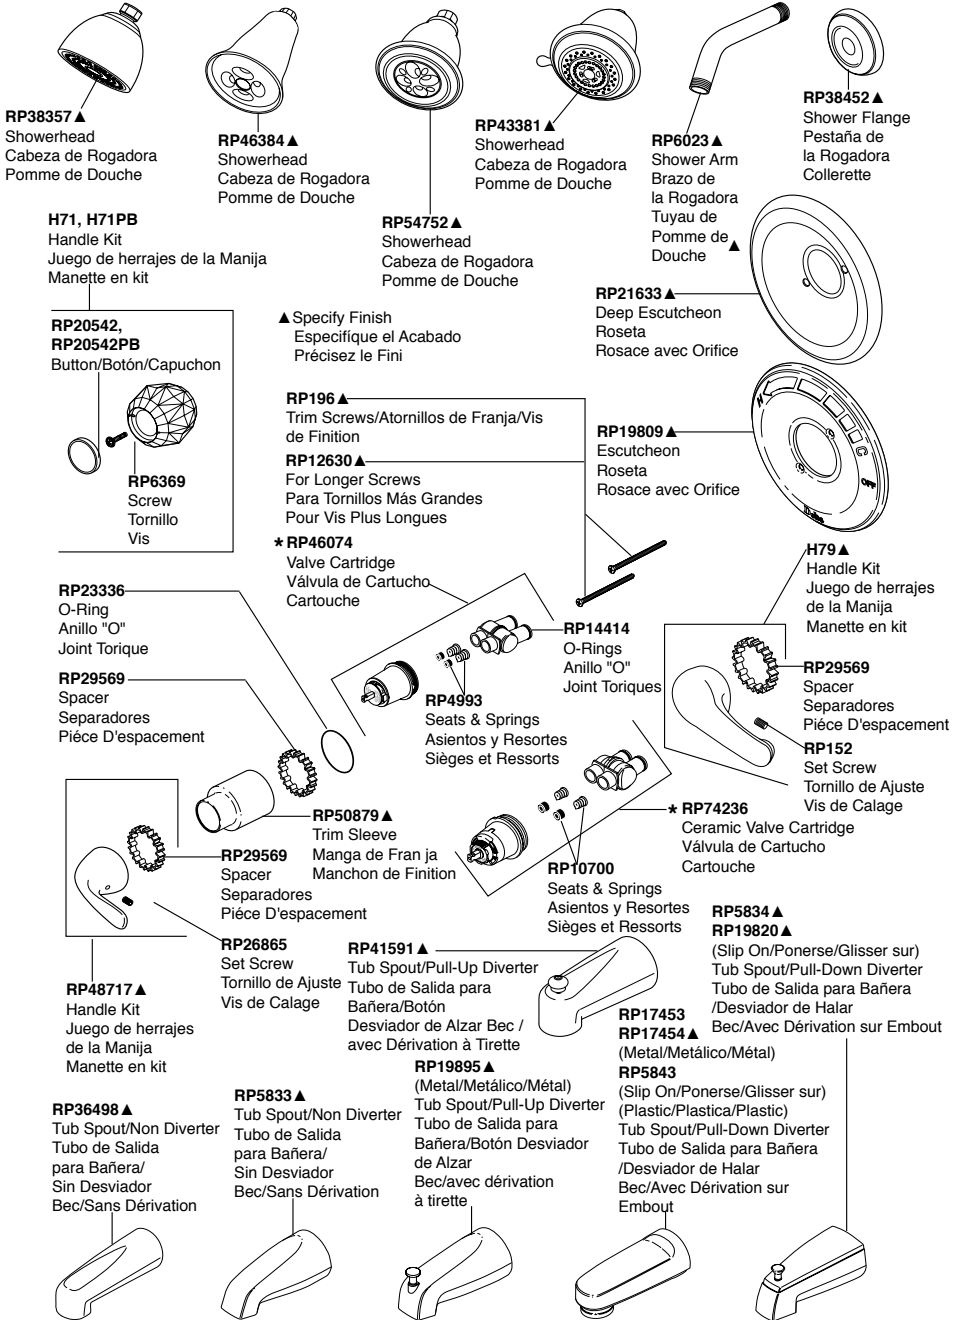 RP38357▲
Showerhead
Cabeza de Rogadora
Pomme de Douche
RP46384▲
Showerhead
Cabeza de Rogadora
Pomme de Douche
RP54752▲
Showerhead
Cabeza de Rogadora
Pomme de Douche
RP43381▲
Showerhead
Cabeza de Rogadora
Pomme de Douche
RP6023▲
Shower Arm
Brazo de
la Rogadora
Tuyau de
Pomme de▲
Douche
RP38452▲
Shower Flange
Pestaña de
la Rogadora
Collerette
H71, H71PB
Handle Kit
Juego de herrajes de la Manija
Manette en kit
RP20542,
RP20542PB
Button/Botón/Capuchon
RP6369
Screw
Tornillo
Vis
▲Specify Finish
Especifíque el Acabado
Précisez le Fini
RP21633▲
Deep Escutcheon
Roseta
Rosace avec Orifice
RP196▲
Trim Screws/Atornillos de Franja/Vis
de Finition
RP12630▲
For Longer Screws
Para Tornillos Más Grandes
Pour Vis Plus Longues
RP19809▲
Escutcheon
Roseta
Rosace avec Orifice
H
C
OFF
*RP46074
Valve Cartridge
Válvula de Cartucho
Cartouche
H79▲
Handle Kit
Juego de herrajes
de la Manija
Manette en kit
RP23336
O-Ring
Anillo "O"
Joint Torique
RP14414
O-Rings
Anillo "O"
Joint Toriques
RP29569
Spacer
Separadores
Piéce D'espacement
RP29569
Spacer
Separadores
Piéce D'espacement
RP4993
Seats & Springs
Asientos y Resortes
Sièges et Ressorts
RP152
Set Screw
Tornillo de Ajuste
Vis de Calage
RP50879▲
Trim Sleeve
Manga de Fran ja
Manchon de Finition
*RP74236
Ceramic Valve Cartridge
Válvula de Cartucho
Cartouche
RP29569
Spacer
Separadores
Piéce D'espacement
RP10700
Seats & Springs
Asientos y Resortes
Sièges et Ressorts
RP26865
Set Screw
Tornillo de Ajuste
Vis de Calage
RP48717▲
Handle Kit
Juego de herrajes
de la Manija
Manette en kit
RP41591▲
Tub Spout/Pull-Up Diverter
Tubo de Salida para
Bañera/Botón
Desviador de Alzar Bec /
avec Dérivation à Tirette
RP5834▲
RP19820▲
(Slip On/Ponerse/Glisser sur)
Tub Spout/Pull-Down Diverter
Tubo de Salida para Bañera
/Desviador de Halar
Bec/Avec Dérivation sur Embout
RP17453
RP17454▲
(Metal/Metálico/Métal)
RP5843
(Slip On/Ponerse/Glisser sur)
(Plastic/Plastica/Plastic)
Tub Spout/Pull-Down Diverter
Tubo de Salida para Bañera
/Desviador de Halar
Bec/Avec Dérivation sur
Embout
RP36498▲
Tub Spout/Non Diverter
Tubo de Salida
para Bañera/
Sin Desviador
Bec/Sans Dérivation
RP5833▲
Tub Spout/Non Diverter
Tubo de Salida
para Bañera/
Sin Desviador
Bec/Sans Dérivation
RP19895▲
(Metal/Metálico/Métal)
Tub Spout/Pull-Up Diverter
Tubo de Salida para
Bañera/Botón Desviador
de Alzar
Bec/avec dérivation
à tirette